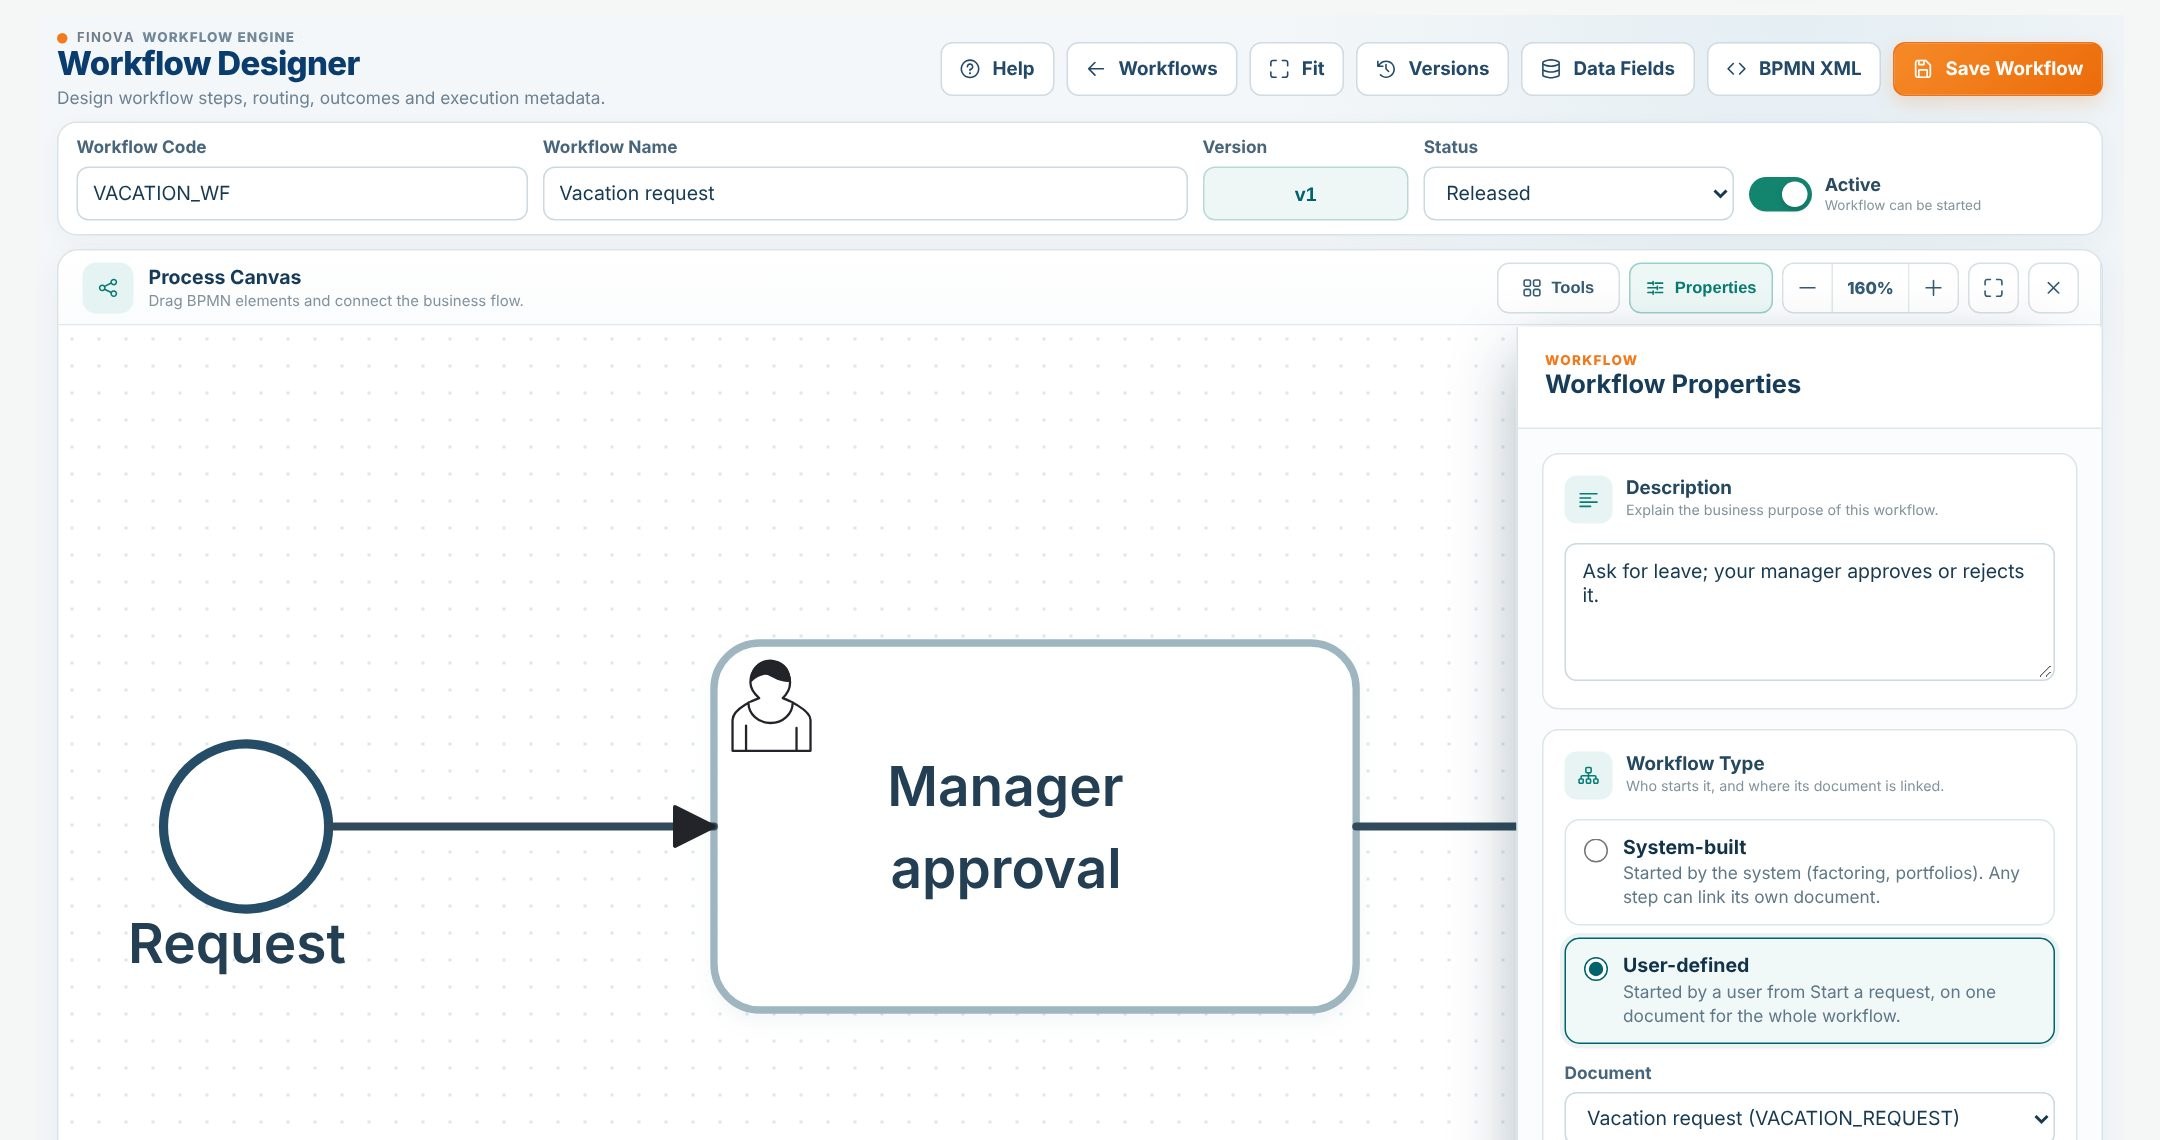 FINOVA WORKFLOW ENGINE
Workflow Designer
Design workflow steps, routing, outcomes and execution metadata.
Help
Workflows
Fit
Versions
Data Fields
BPMN XML
Save Workflow
Workflow Code
VACATION_WF
Workflow Name
Vacation request
Version
v1
Status
Released
Active
Workflow can be started
Process Canvas
Drag BPMN elements and connect the business flow.
Tools
Properties
160%
Request
Manager
approval
WORKFLOW
Workflow Properties
Description
Explain the business purpose of this workflow.
Ask for leave; your manager approves or rejects
it.
Workflow Type
Who starts it, and where its document is linked.
System-built
Started by the system (factoring, portfolios). Any
step can link its own document.
User-defined
Started by a user from Start a request, on one
document for the whole workflow.
Document
Vacation request (VACATION_REQUEST)